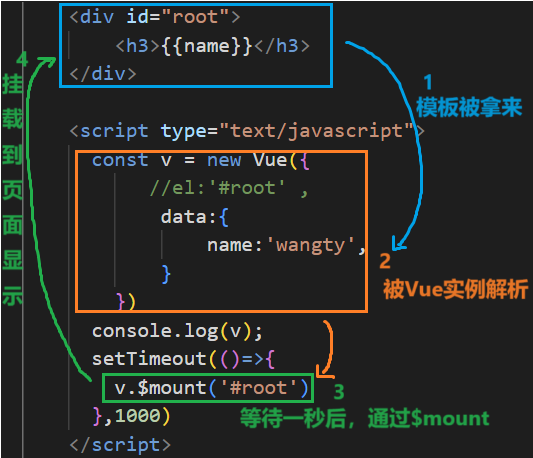 <div id="root">
<h3>{{name}}</h3>
</div>
1
模板被拿来
4
挂载到页面显示
<script type="text/javascript">
const v = new Vue({
//el:'#root' ,
data:{
name:'wangty',
}
})
2
被Vue实例解析
console.log(v);
setTimeout(()=>{
v.$mount('#root')
},1000)
3
等待一秒后，通过$mount
</script>